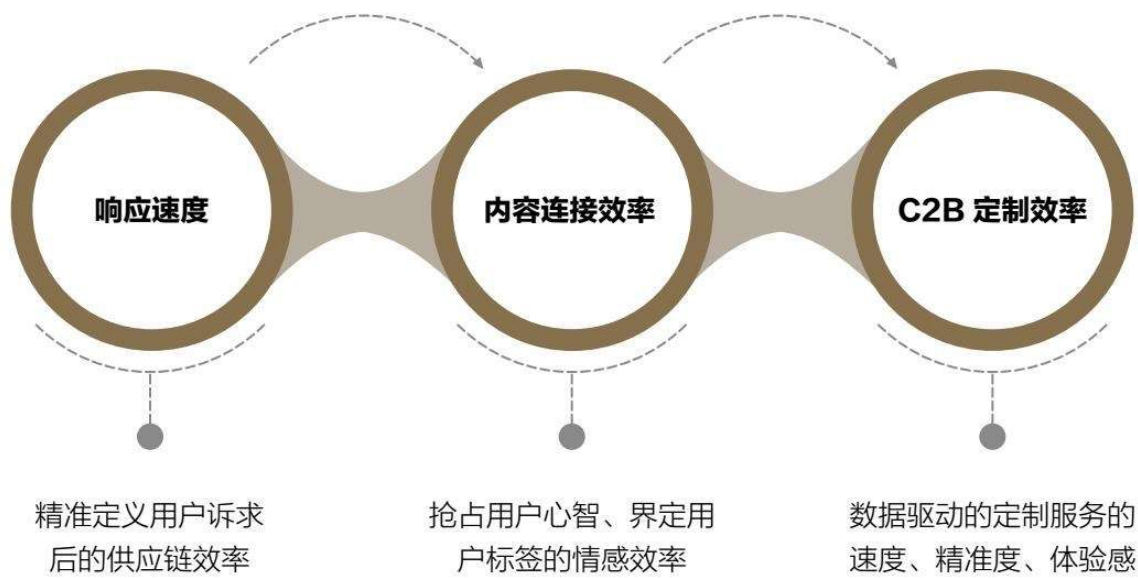 响应速度
内容连接效率
C2B 定制效率
精准定义用户诉求
后的供应链效率
抢占用户心智、界定用
户标签的情感效率
数据驱动的定制服务的
速度、精准度、体验感